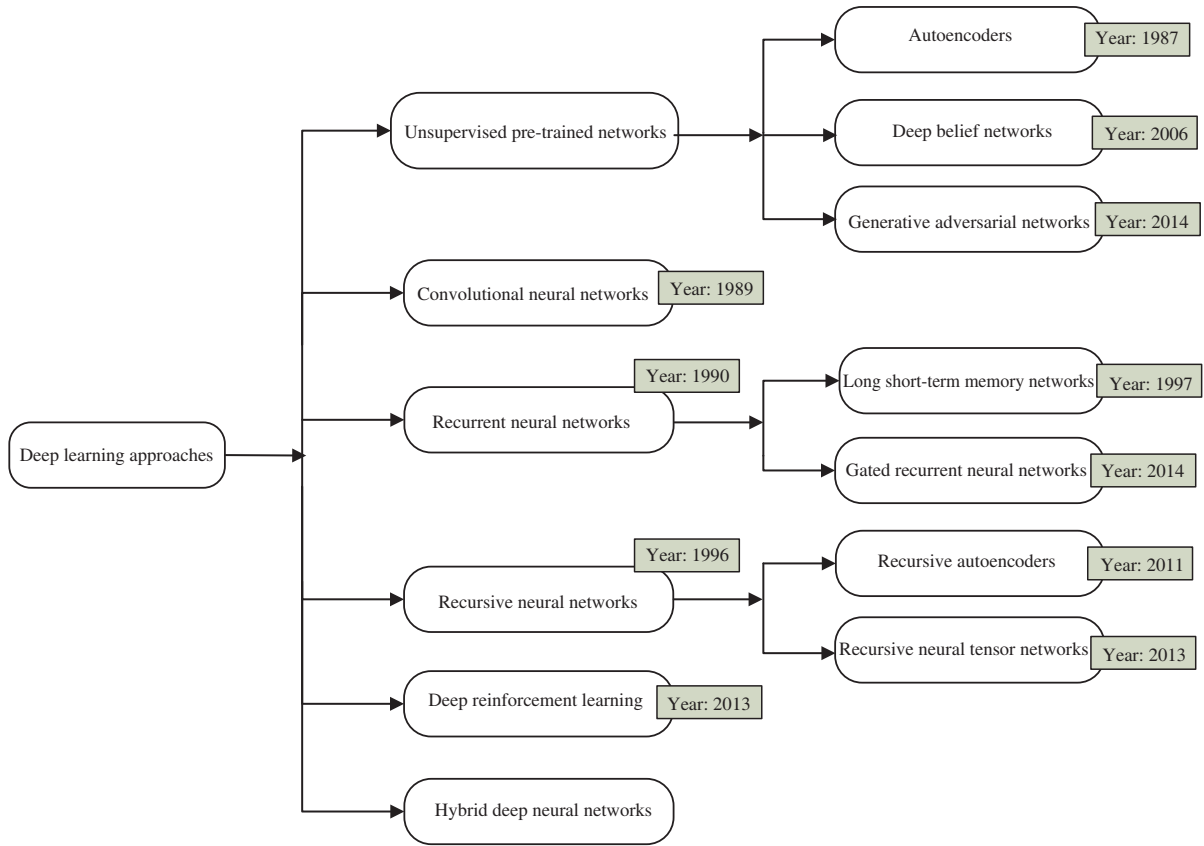 Deep learning approaches
Unsupervised pre-trained networks
Autoencoders
Year: 1987
Deep belief networks
Year: 2006
Generative adversarial networks
Year: 2014
Convolutional neural networks
Year: 1989
Recurrent neural networks
Year: 1990
Long short-term memory networks
Year: 1997
Gated recurrent neural networks
Year: 2014
Recursive neural networks
Year: 1996
Recursive autoencoders
Year: 2011
Recursive neural tensor networks
Year: 2013
Deep reinforcement learning
Year: 2013
Hybrid deep neural networks